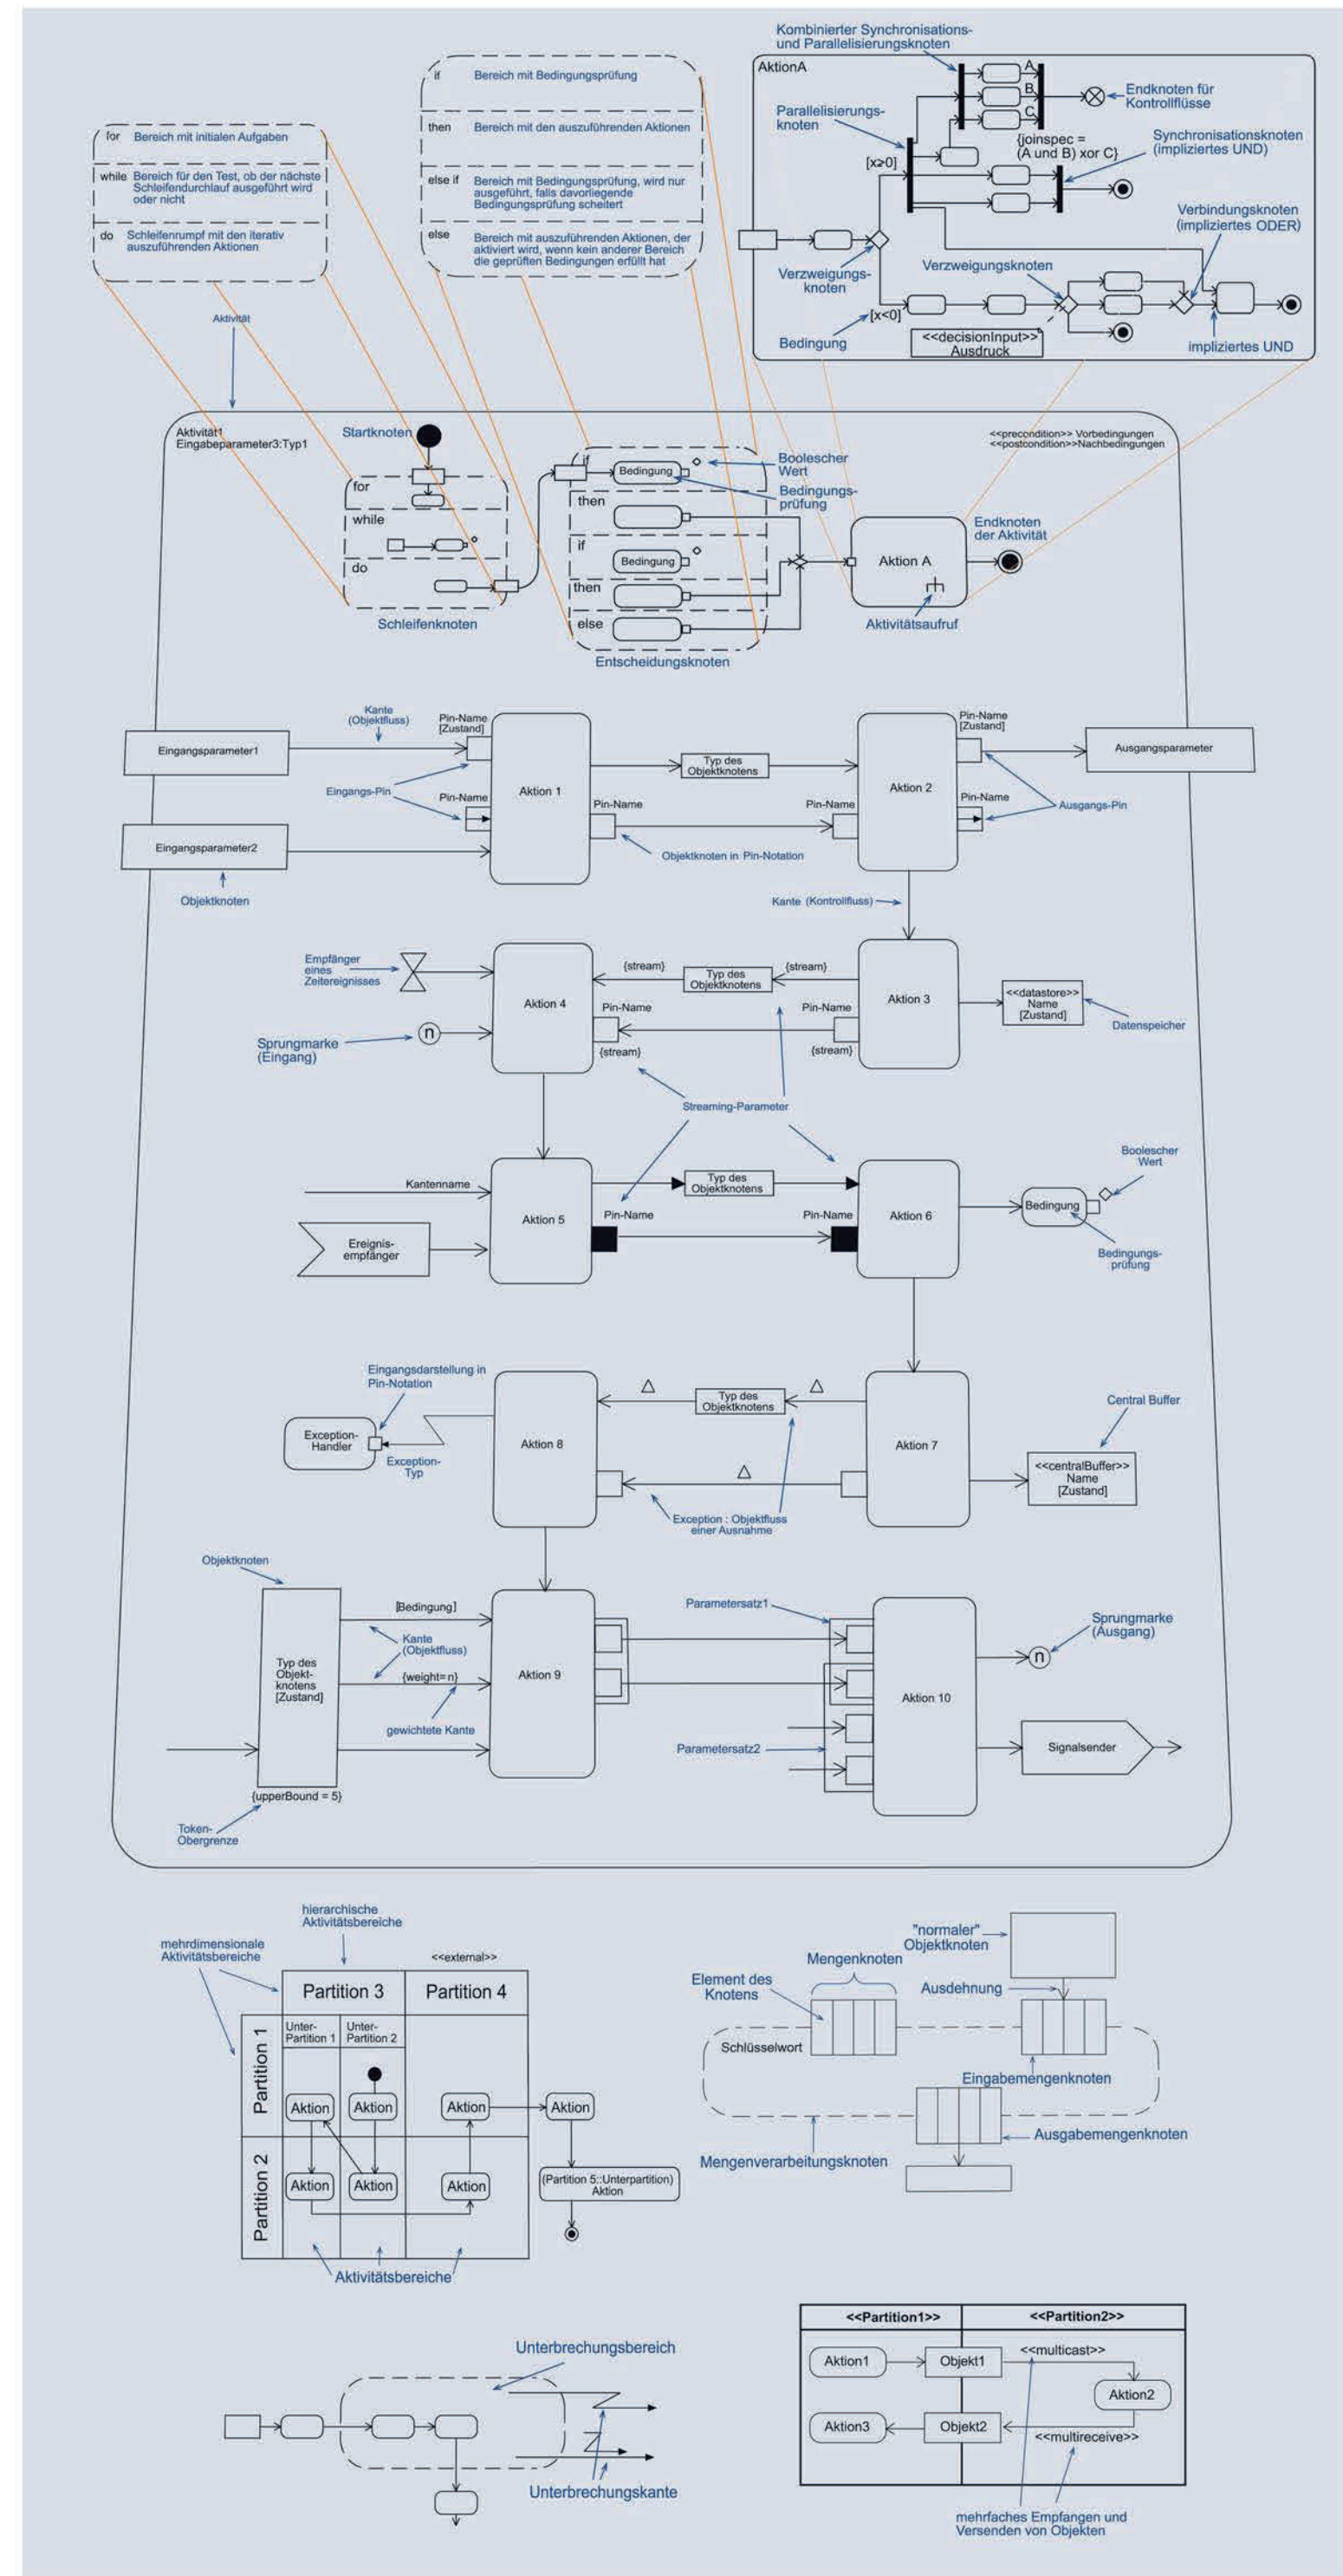 Kombinierter Synchronisations-
und Parallelisierungsknoten
AktionA
A
B
C
Endknoten für
Kontrollflüsse
Parallelisierungs-
knoten
{joinspec =
(A und B) xor C}
Synchronisationsknoten
(impliziertes UND)
[x≥0]
Verbindungsknoten
(impliziertes ODER)
Verzweigungs-
knoten
Verzweigungsknoten
[x<0]
Bedingung
<<decisionInput>>
Ausdruck
impliziertes UND
if Bereich mit Bedingungsprüfung
then Bereich mit den auszuführenden Aktionen
else if Bereich mit Bedingungsprüfung, wird nur
ausgeführt, falls davorliegende
Bedingungsprüfung scheitert
else Bereich mit auszuführenden Aktionen, der
aktiviert wird, wenn kein anderer Bereich
die geprüften Bedingungen erfüllt hat
for Bereich mit initialen Aufgaben
while Bereich für den Test, ob der nächste
Schleifendurchlauf ausgeführt wird
oder nicht
do Schleifenrumpf mit den iterativ
auszuführenden Aktionen
Aktivität
Aktivität1
Eingabeparameter3:Typ1
Startknoten
<<precondition>> Vorbedingungen
<<postcondition>>Nachbedingungen
for
while
do
Schleifenknoten
if
Bedingung
then
if
Bedingung
then
else
Entscheidungsknoten
Boolescher
Wert
Bedingungs-
prüfung
Aktion A
Aktivitätsaufruf
Endknoten
der Aktivität
Kante
(Objektfluss)
Pin-Name
[Zustand]
Pin-Name
[Zustand]
Eingangsparameter1
Typ des
Objektknotens
Ausgangsparameter
Eingangs-Pin
Pin-Name
Aktion 1
Pin-Name
Pin-Name
Aktion 2
Pin-Name
Ausgangs-Pin
Eingangsparameter2
Objektknoten in Pin-Notation
Objektknoten
Kante (Kontrollfluss)
Empfänger
eines
Zeitereignisses
{stream}
Typ des
Objektknotens
{stream}
Aktion 4
Aktion 3
<<datastore>>
Name
[Zustand]
Pin-Name
Pin-Name
Datenspeicher
n
Sprungmarke
(Eingang)
{stream}
{stream}
Streaming-Parameter
Boolescher
Wert
Kantenname
Typ des
Objektknotens
Aktion 5
Pin-Name
Pin-Name
Aktion 6
Bedingung
Ereignis-
empfänger
Bedingungs-
prüfung
Eingangsdarstellung in
Pin-Notation
Typ des
Objektknotens
Central Buffer
Exception-
Handler
Exception-
Typ
Aktion 8
Aktion 7
<<centralBuffer>>
Name
[Zustand]
Exception : Objektfluss
einer Ausnahme
Objektknoten
[Bedingung]
Parametersatz1
Sprungmarke
(Ausgang)
Kante
(Objektfluss)
n
Typ des
Objekt-
knotens
[Zustand]
{weight=n}
Aktion 9
Aktion 10
gewichtete Kante
Parametersatz2
Signalsender
{upperBound = 5}
Token-
Obergrenze
hierarchische
Aktivitätsbereiche
mehrdimensionale
Aktivitätsbereiche
<<external>>
Partition 3
Partition 4
Partition 1
Unter-
Partition 1
Unter-
Partition 2
Aktion
Aktion
Aktion
Aktion
Partition 2
Aktion
Aktion
Aktion
(Partition 5::Unterpartition)
Aktion
Aktivitätsbereiche
"normaler"
Objektknoten
Mengenknoten
Element des
Knotens
Ausdehnung
Schlüsselwort
Eingabemengenknoten
Ausgabemengenknoten
Mengenverarbeitungsknoten
Unterbrechungsbereich
Unterbrechungskante
<<Partition1>>
<<Partition2>>
<<multicast>>
Aktion1
Objekt1
Aktion2
Aktion3
Objekt2
<<multireceive>>
mehrfaches Empfangen und
Versenden von Objekten